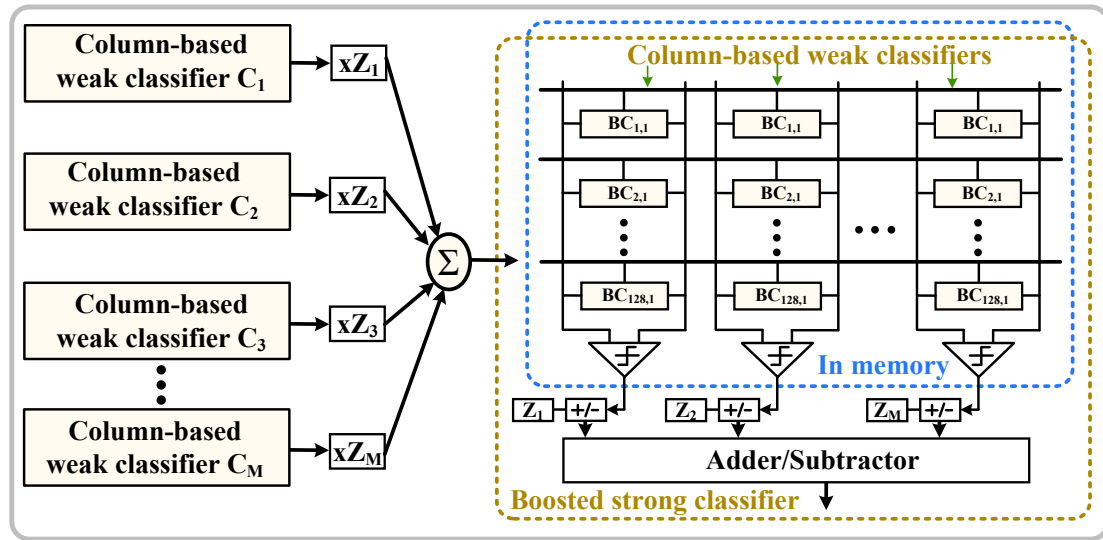 Column-based
weak classifier C1
xZ1
Column-based
weak classifier C2
xZ2
Column-based
weak classifier C3
xZ3
Column-based
weak classifier CM
xZM
Σ
Column-based weak classifiers
BC1,1 BC1,1 BC1,1
BC2,1 BC2,1 BC2,1
BC128,1 BC128,1 BC128,1
In memory
Z1 +/- Z2 +/- ZM +/-
Adder/Subtractor
Boosted strong classifier